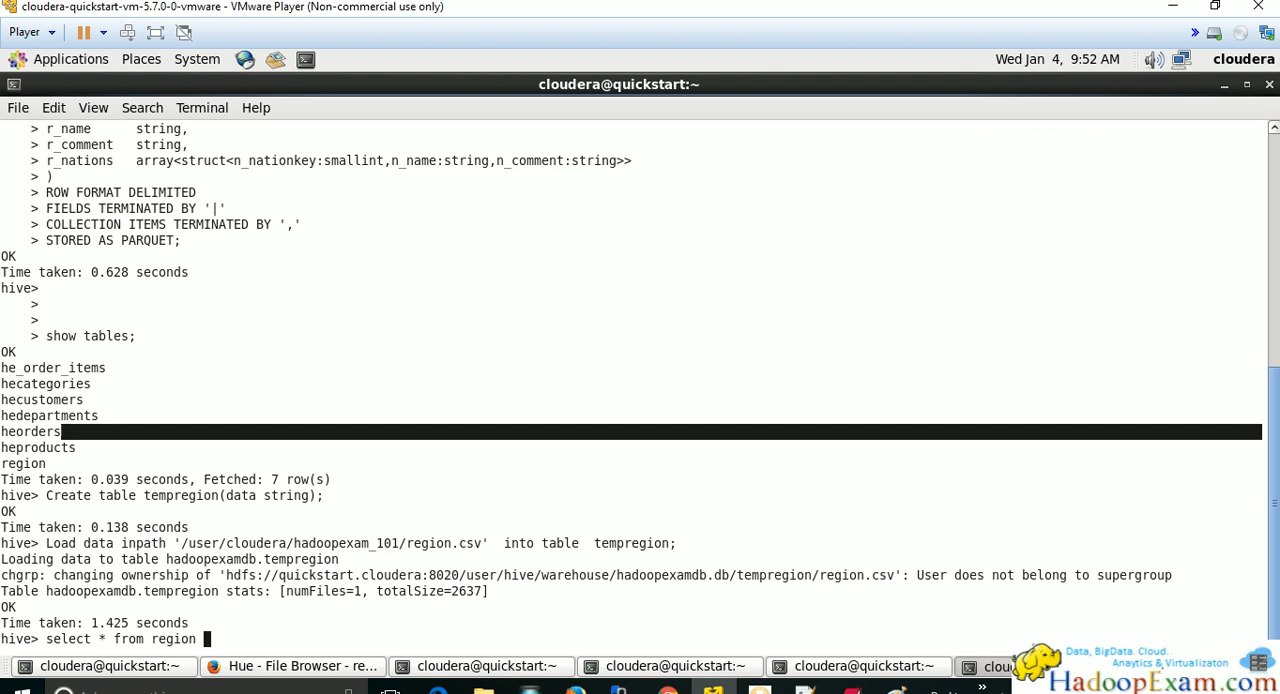 cloudera-quickstart-vm-5.7.0-0-vmware - VMware Player (Non-commercial use only)
Player
Applications Places System Wed Jan 4, 9:52 AM cloudera
cloudera@quickstart:~
File Edit View Search Terminal Help
> r_name string,
> r_comment string,
> r_nations array<struct<n_nationkey:smallint,n_name:string,n_comment:string>>
> )
> ROW FORMAT DELIMITED
> FIELDS TERMINATED BY '|'
> COLLECTION ITEMS TERMINATED BY ','
> STORED AS PARQUET;
OK
Time taken: 0.628 seconds
hive>
>
>
> show tables;
OK
he_order_items
hecategories
hecustomers
hedepartments
heorders
heproducts
region
Time taken: 0.039 seconds, Fetched: 7 row(s)
hive> Create table tempregion(data string);
OK
Time taken: 0.138 seconds
hive> Load data inpath '/user/cloudera/hadoopexam_101/region.csv' into table tempregion;
Loading data to table hadoopexamdb.tempregion
chgrp: changing ownership of 'hdfs://quickstart.cloudera:8020/user/hive/warehouse/hadoopexamdb.db/tempregion/region.csv': User does not belong to supergroup
Table hadoopexamdb.tempregion stats: [numFiles=1, totalSize=2637]
OK
Time taken: 1.425 seconds
hive> select * from region
cloudera@quickstart:~ Hue - File Browse... cloudera@quickstart:~ cloudera@quickstart:~ cloudera@quickstart:~ clou
Data, BigData. Cloud.
Anaytics & Virtualizaton
HadoopExam.com